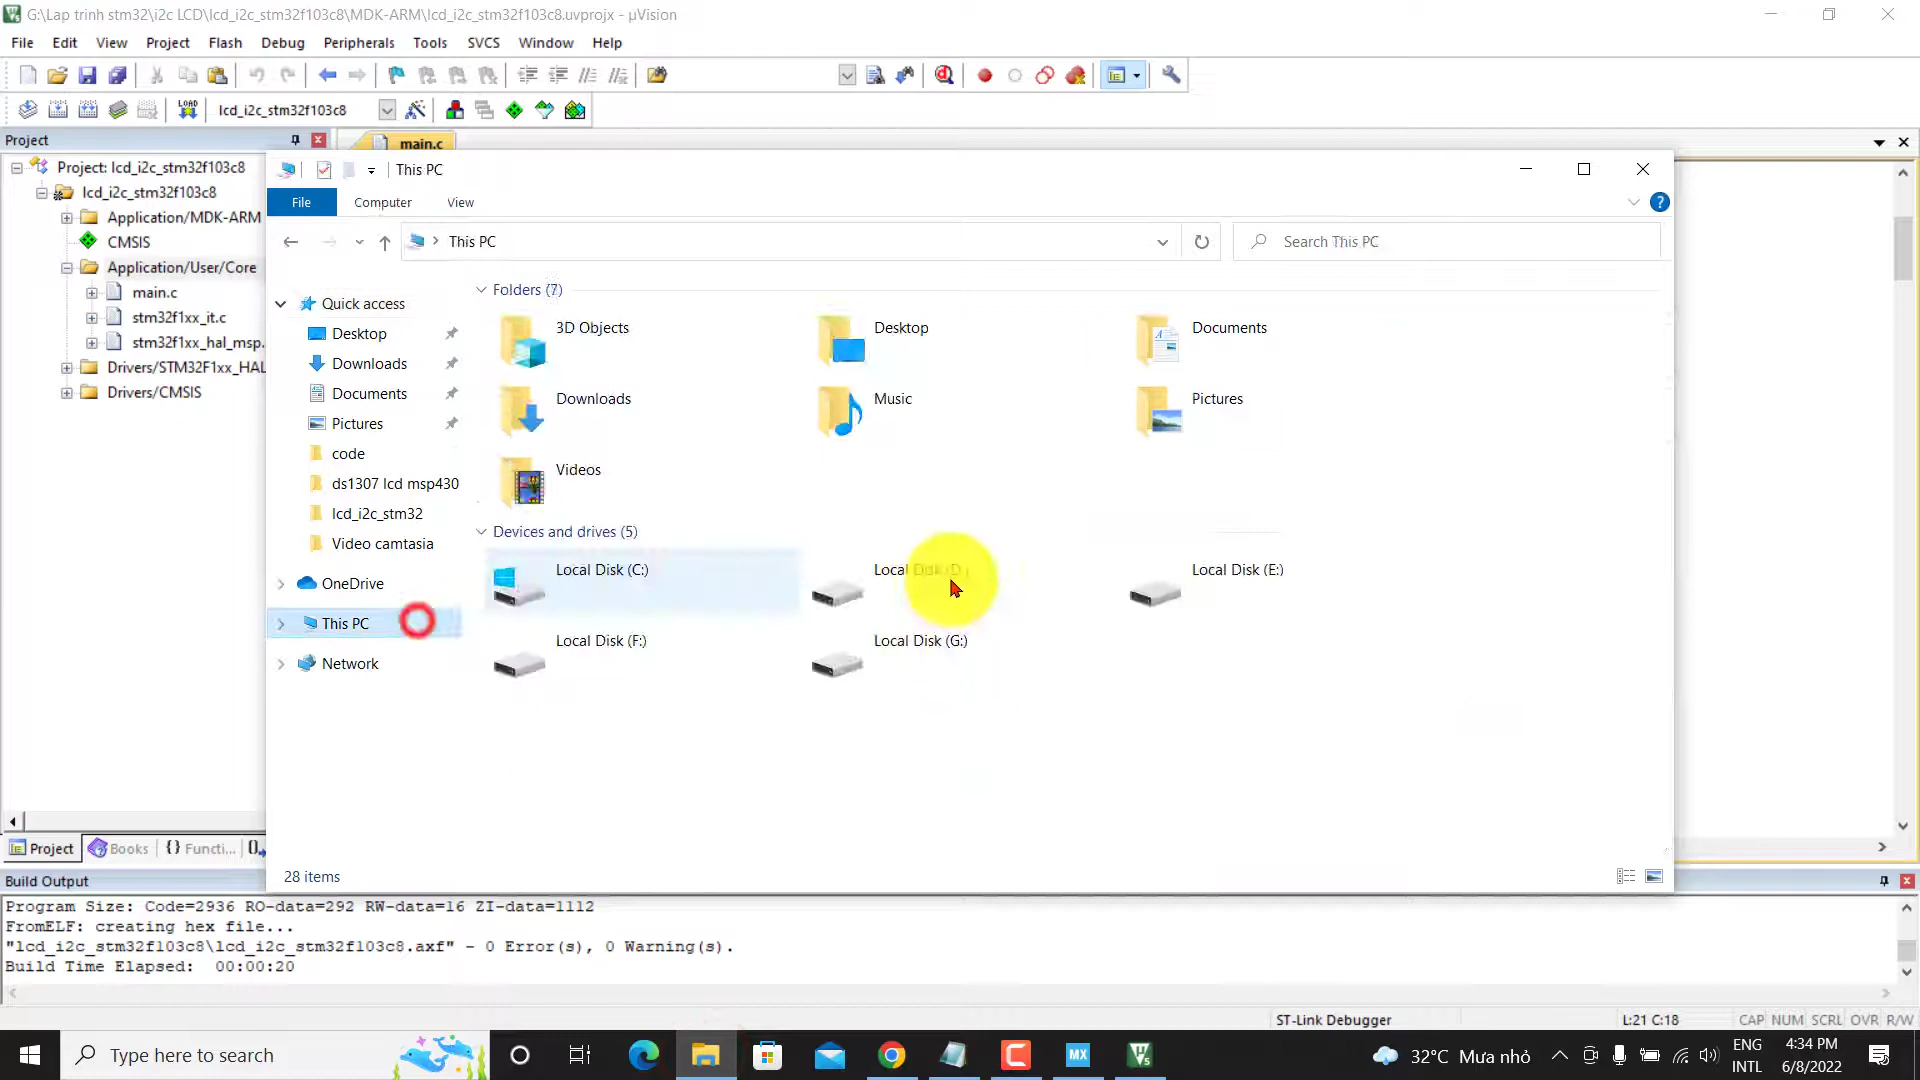 G:\Lap trinh stm32\i2c LCD\lcd_i2c_stm32f103c8\MDK-ARM\lcd_i2c_stm32f103c8.uvprojx - µVision
File Edit View Project Flash Debug Peripherals Tools SVCS Window Help
LOAD lcd_i2c_stm32f103c8
Project
main.c
Project: lcd_i2c_stm32f103c8
lcd_i2c_stm32f103c8
Application/MDK-ARM
CMSIS
Application/User/Core
main.c
stm32f1xx_it.c
stm32f1xx_hal_msp.
Drivers/STM32F1xx_HAL
Drivers/CMSIS
This PC
File Computer View
This PC
Search This PC
Quick access
Desktop
Downloads
Documents
Pictures
code
ds1307 lcd msp430
lcd_i2c_stm32
Video camtasia
OneDrive
This PC
Network
Folders (7)
3D Objects
Desktop
Documents
Downloads
Music
Pictures
Videos
Devices and drives (5)
Local Disk (C:)
Local Disk (D
Local Disk (E:)
Local Disk (F:)
Local Disk (G:)
28 items
Project Books {} Functi...
Build Output
Program Size: Code=2936 RO-data=292 RW-data=16 ZI-data=1112
FromELF: creating hex file...
"lcd_i2c_stm32f103c8\lcd_i2c_stm32f103c8.axf" - 0 Error(s), 0 Warning(s).
Build Time Elapsed:  00:00:20
ST-Link Debugger
L:21 C:18
CAP NUM SCRL OVR R/W
Type here to search
MX
32°C Mưa nhỏ
ENG
INTL
4:34 PM
6/8/2022